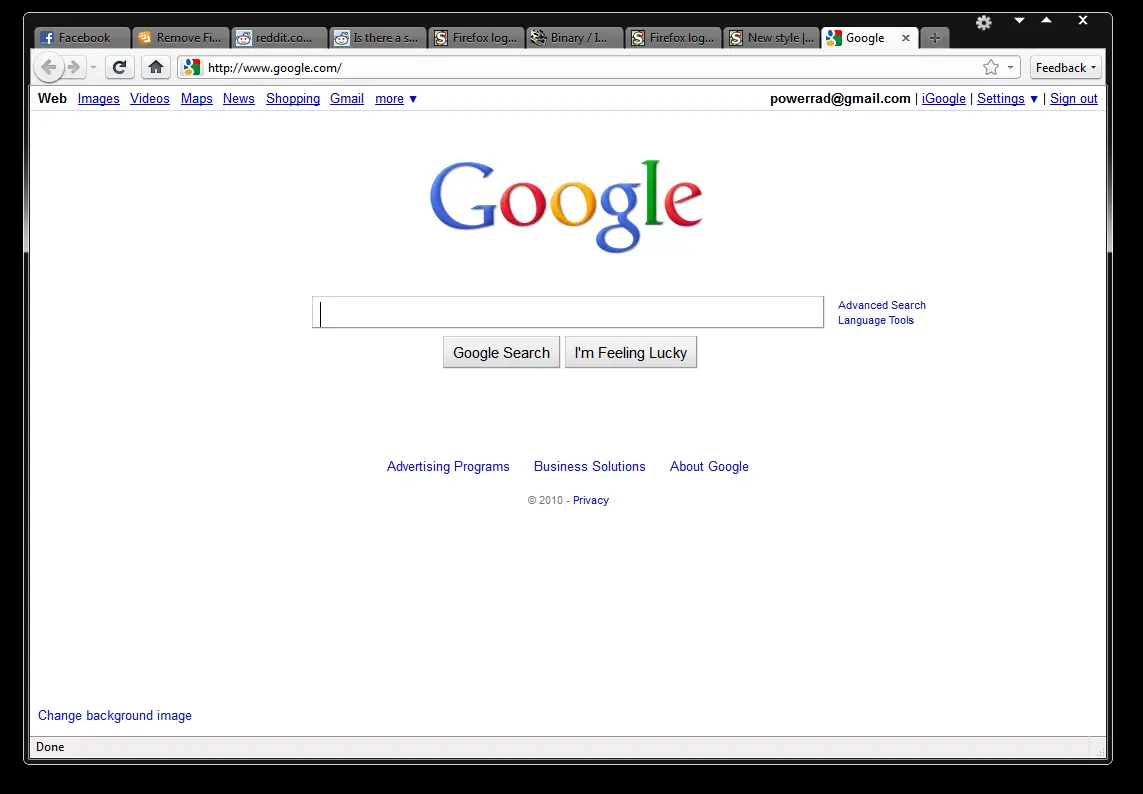 Facebook Remove Fi... reddit.co... Is there a s... Firefox log... Binary / I... Firefox log... New style |... Google
http://www.google.com/ Feedback
Web Images Videos Maps News Shopping Gmail more ▼ powerrad@gmail.com | iGoogle | Settings ▼ | Sign out
Google
Advanced Search
Language Tools
Google Search I'm Feeling Lucky
Advertising Programs Business Solutions About Google
© 2010 - Privacy
Change background image
Done